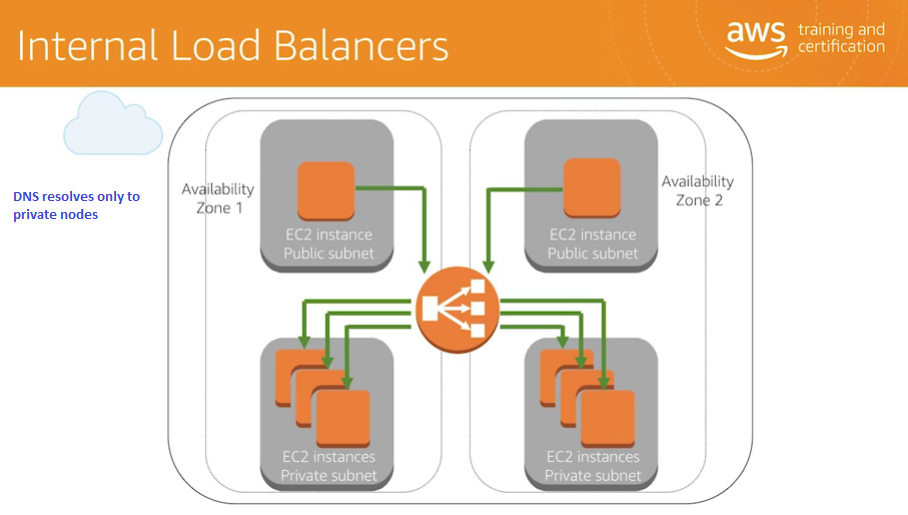 Internal Load Balancers
aws
training and
certification
DNS resolves only to
private nodes
Availability
Zone 1
Availability
Zone 2
EC2 instance
Public subnet
EC2 instance
Public subnet
EC2 instances
Private subnet
EC2 instances
Private subnet